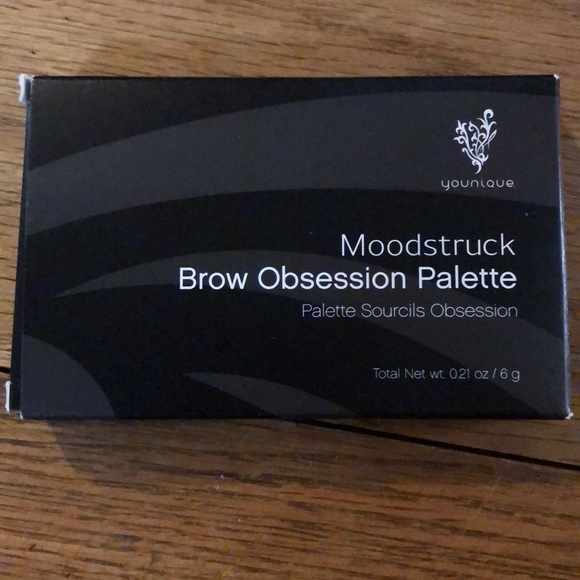 younique
Moodstruck
Brow Obsession Palette
Palette Sourcils Obsession
Total Net wt. 0.21 oz / 6 g